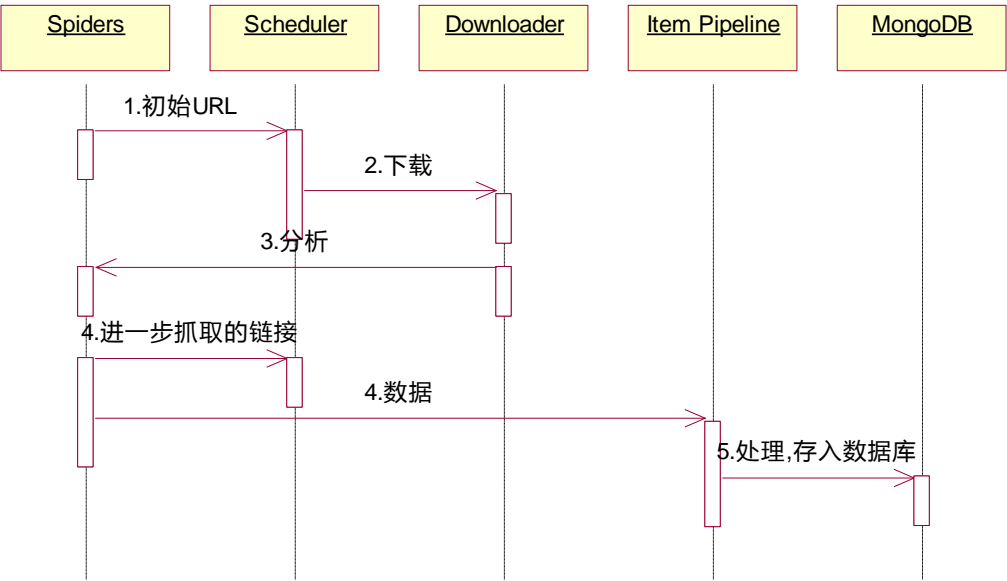 Spiders
Scheduler
Downloader
Item Pipeline
MongoDB
1.初始URL
2.下载
3.分析
4.进一步抓取的链接
4.数据
5.处理,存入数据库